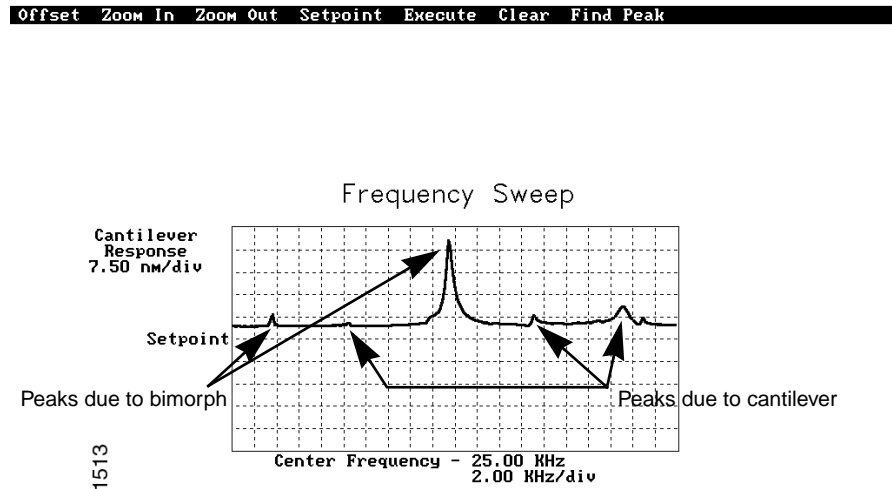 Offset Zoom In Zoom Out Setpoint Execute Clear Find Peak
Frequency Sweep
Cantilever
Response
7.50 nm/div
Setpoint
Peaks due to bimorph
Peaks due to cantilever
Center Frequency - 25.00 KHz
2.00 KHz/div
1513